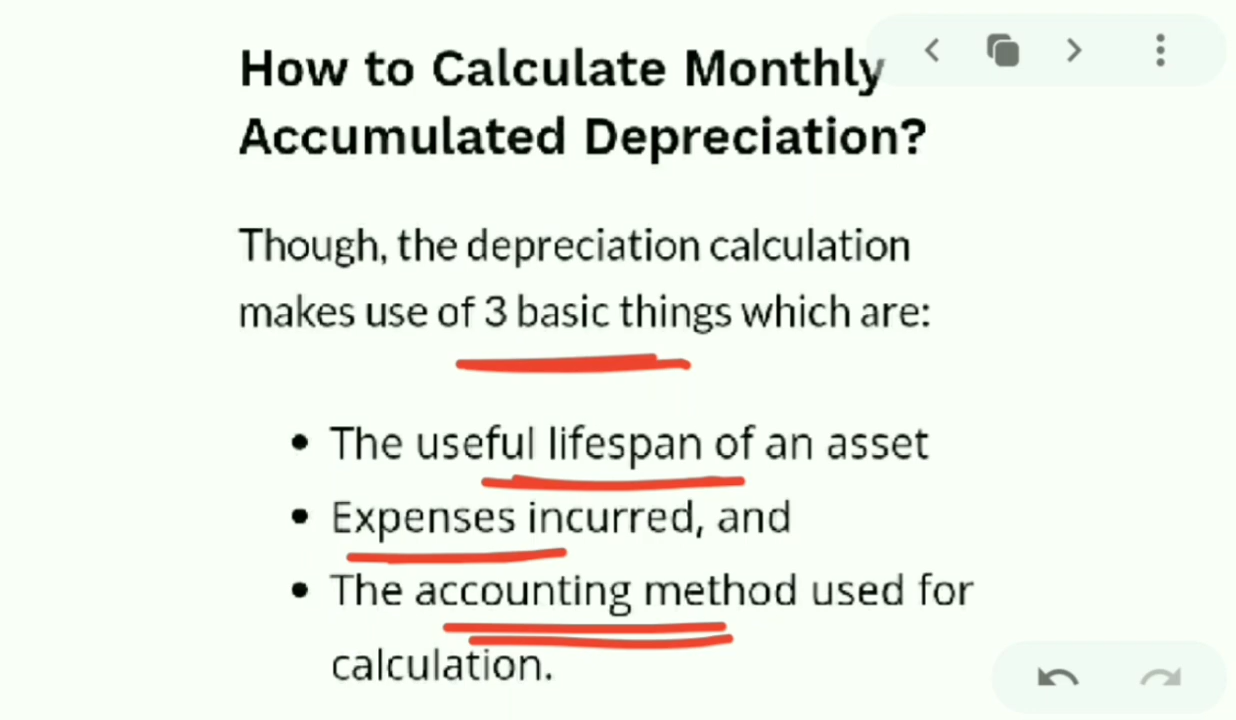 How to Calculate Monthly
Accumulated Depreciation?
Though, the depreciation calculation
makes use of 3 basic things which are:
• The useful lifespan of an asset
• Expenses incurred, and
• The accounting method used for
calculation.